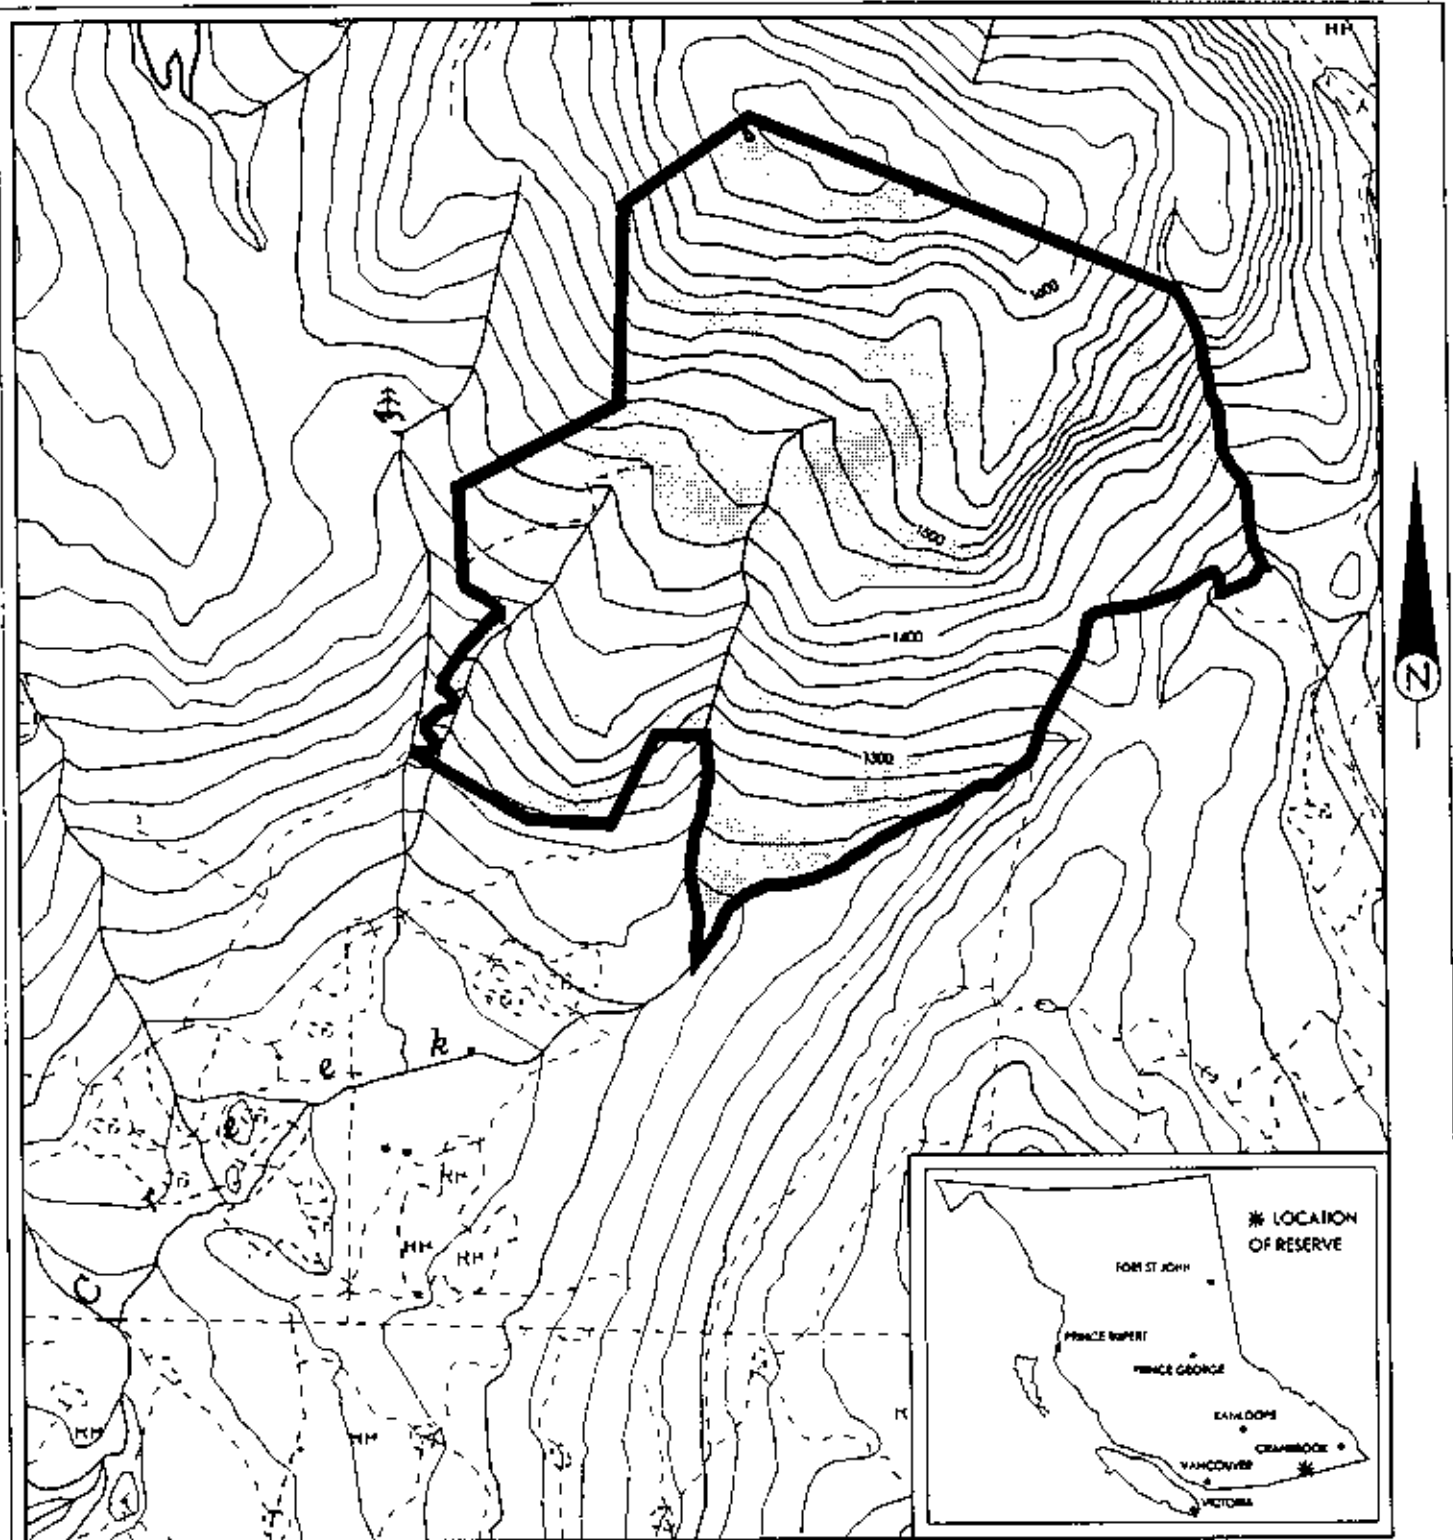 HH
1600
1500
1400
1300
k
e
e
r
HH
HH
HH
C
HH
HH
Z
✳ LOCATION
OF RESERVE
FORT ST JOHN
PRINCE RUPERT
PRINCE GEORGE
KAMLOOPS
CRANBROOK
VANCOUVER
VICTORIA